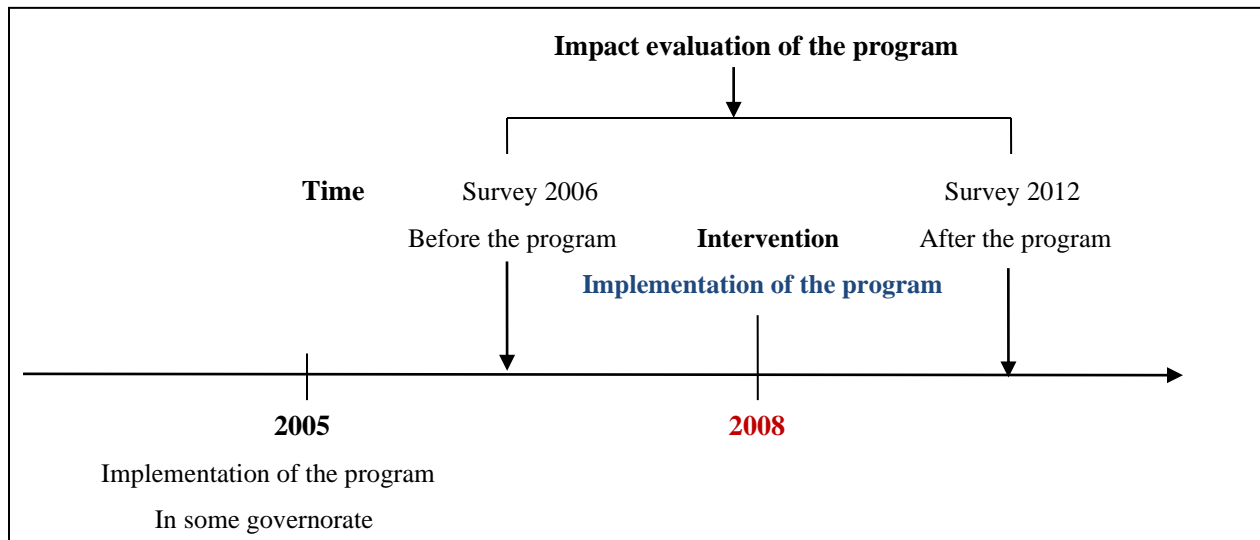 Impact evaluation of the program
Time
Survey 2006
Survey 2012
Before the program
Intervention
After the program
Implementation of the program
2005
2008
Implementation of the program
In some governorate